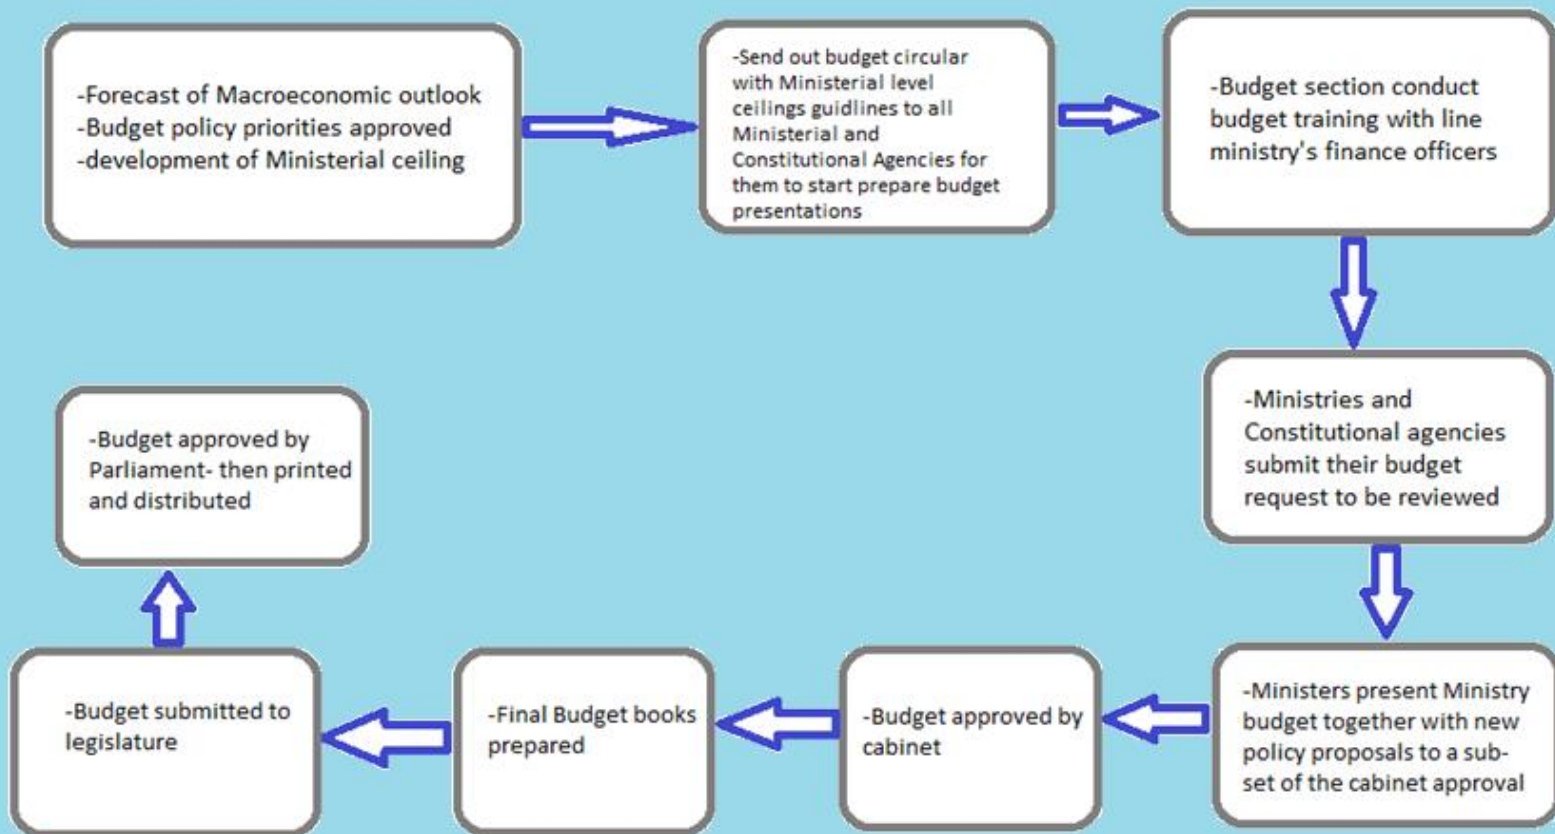 -Forecast of Macroeconomic outlook
-Budget policy priorities approved
-development of Ministerial ceiling
-Send out budget circular
with Ministerial level
ceilings guidlines to all
Ministerial and
Constitutional Agencies for
them to start prepare budget
presentations
-Budget section conduct
budget training with line
ministry's finance officers
-Ministries and
Constitutional agencies
submit their budget
request to be reviewed
-Ministers present Ministry
budget together with new
policy proposals to a sub-
set of the cabinet approval
-Budget approved by
cabinet
-Final Budget books
prepared
-Budget submitted to
legislature
-Budget approved by
Parliament- then printed
and distributed